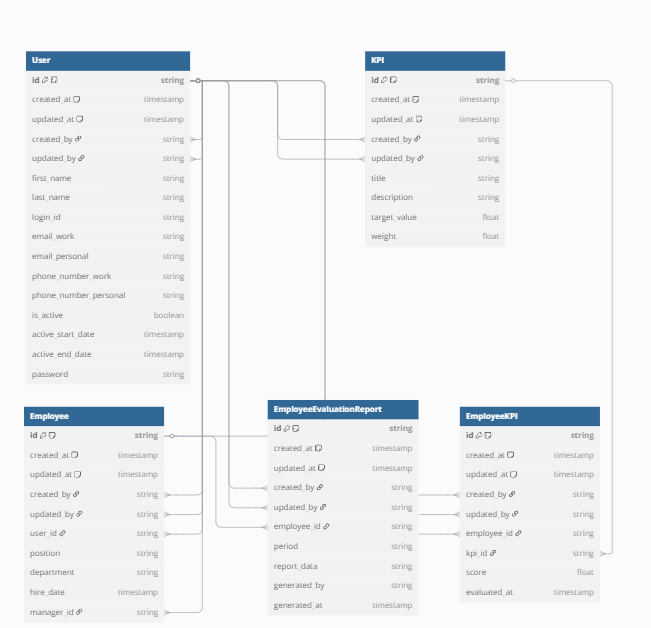 User
id string
created_at timestamp
updated_at timestamp
created_by string
updated_by string
first_name string
last_name string
login_id string
email_work string
email_personal string
phone_number_work string
phone_number_personal string
is_active boolean
active_start_date timestamp
active_end_date timestamp
password string
KPI
id string
created_at timestamp
updated_at timestamp
created_by string
updated_by string
title string
description string
target_value float
weight float
Employee
id string
created_at timestamp
updated_at timestamp
created_by string
updated_by string
user_id string
position string
department string
hire_date timestamp
manager_id string
EmployeeEvaluationReport
id string
created_at timestamp
updated_at timestamp
created_by string
updated_by string
employee_id string
period string
report_data string
generated_by string
generated_at timestamp
EmployeeKPI
id string
created_at timestamp
updated_at timestamp
created_by string
updated_by string
employee_id string
kpi_id string
score float
evaluated_at timestamp